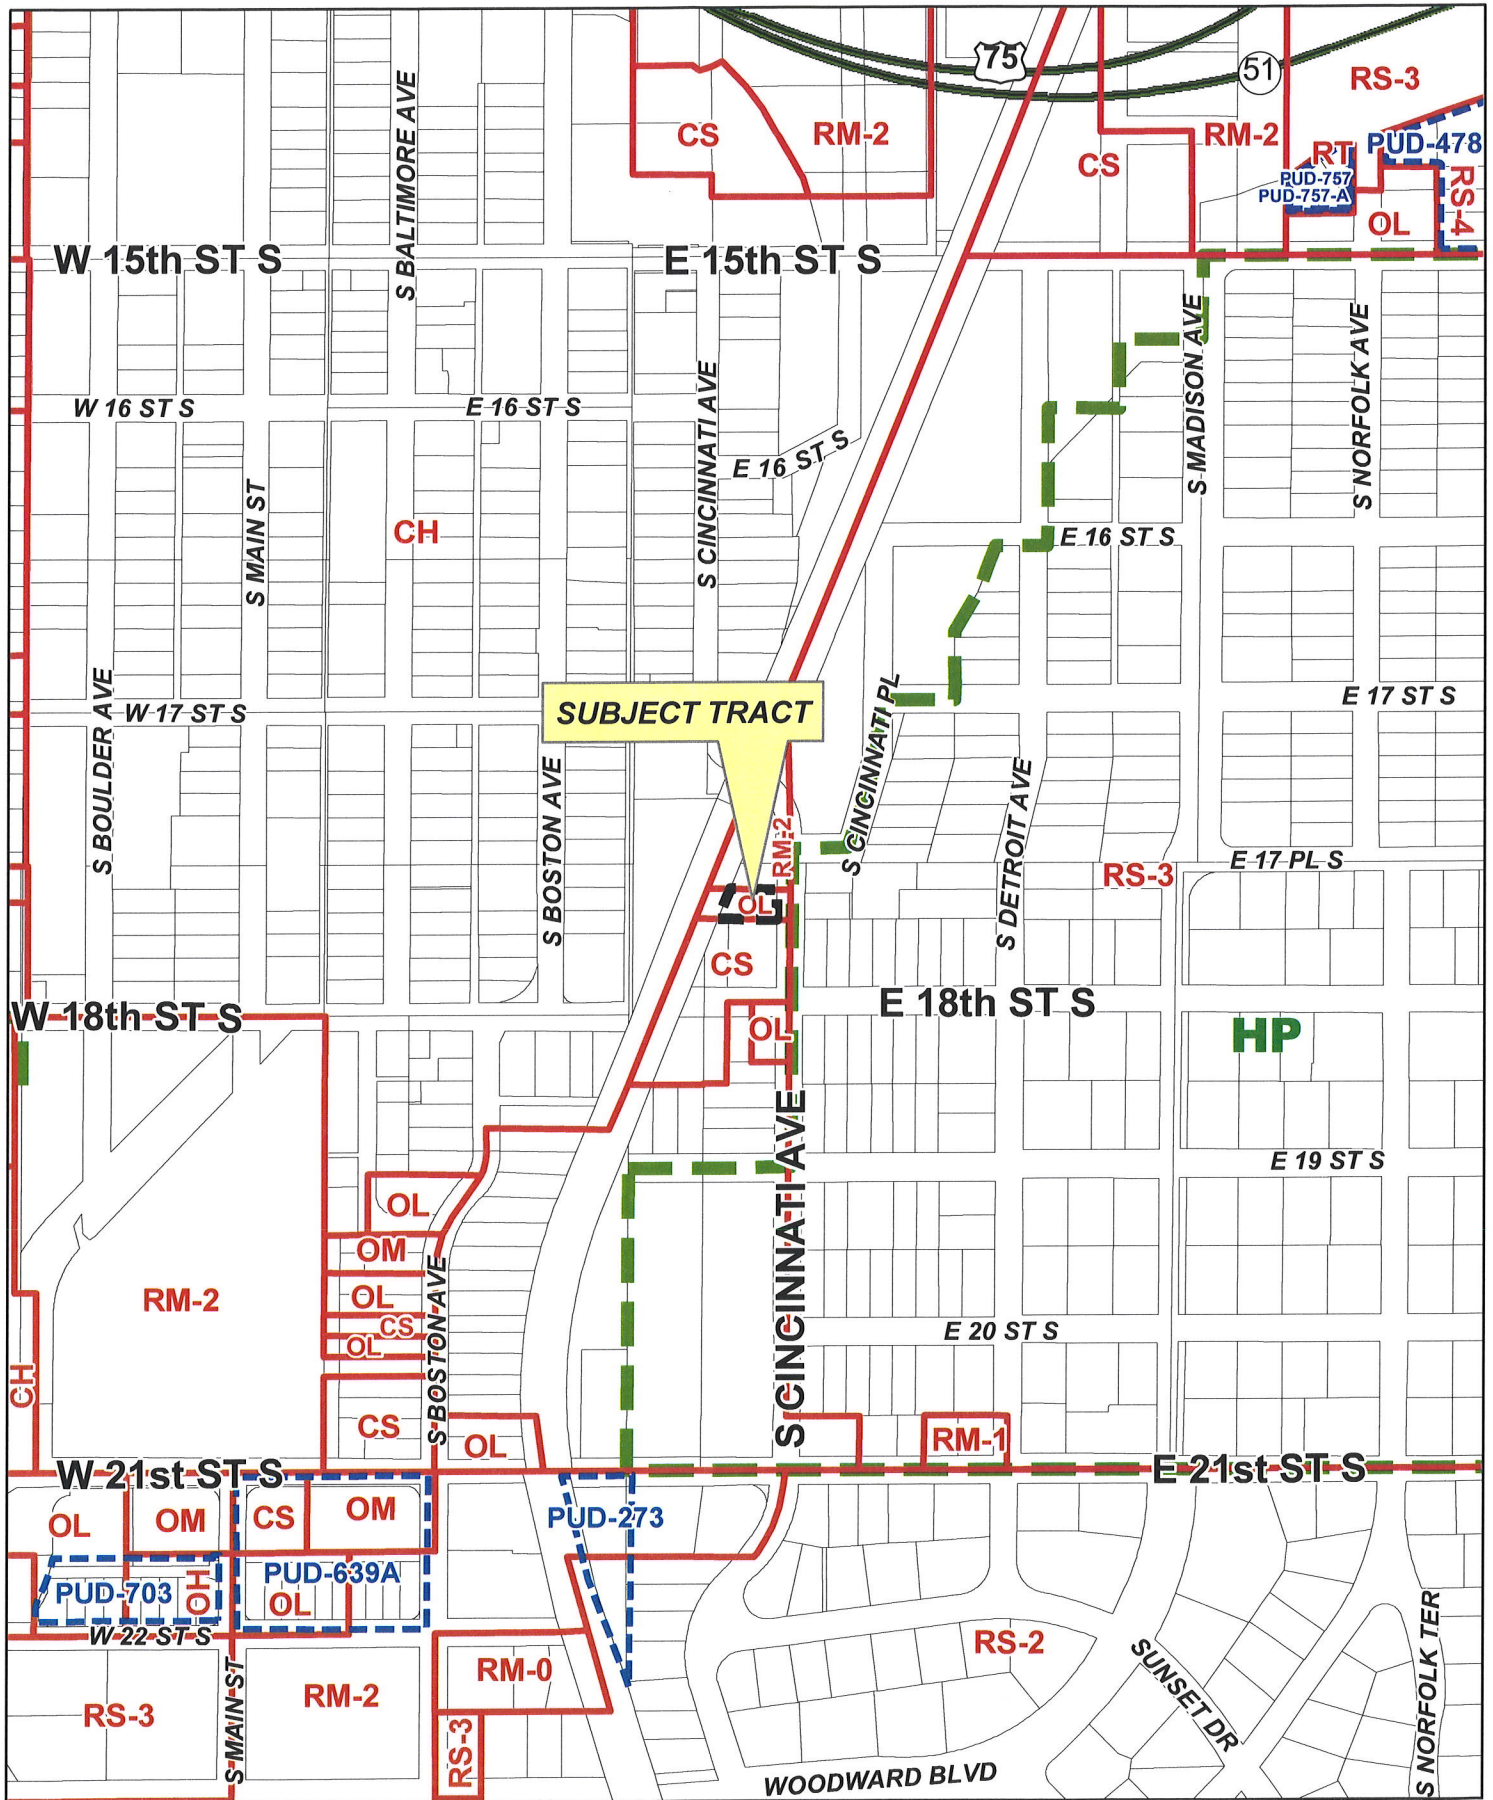 75
51
RS-3
CS
RM-2
CS
RM-2
RT
PUD-478
PUD-757
PUD-757-A
RS-4
OL
S BALTIMORE AVE
W 15th ST S
E 15th ST S
S MADISON AVE
S NORFOLK AVE
W 16 ST S
E 16 ST S
S CINCINNATI AVE
E 16 ST S
S MAIN ST
CH
E 16 ST S
S BOULDER AVE
W 17 ST S
SUBJECT TRACT
S CINCINNATI PL
E 17 ST S
S BOSTON AVE
S DETROIT AVE
RM-2
E 17 PL S
RS-3
OL
CS
W 18th ST S
E 18th ST S
OL
HP
S CINCINNATI AVE
E 19 ST S
OL
OM
RM-2
OL
CS
OL
S BOSTON AVE
E 20 ST S
CH
CS
OL
RM-1
W 21st ST S
E 21st ST S
OL
OM
CS
OM
PUD-273
PUD-703
OH
PUD-639A
OL
W 22 ST S
RS-2
RM-0
SUNSET DR
S NORFOLK TER
RS-3
S MAIN ST
RM-2
RS-3
WOODWARD BLVD